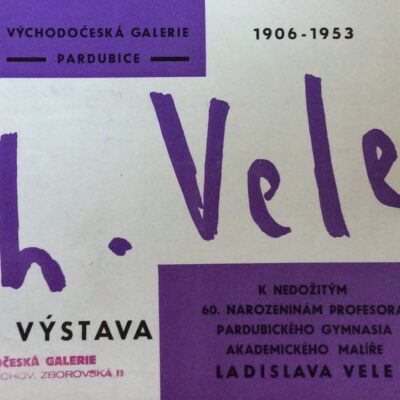 VÝCHODOČESKÁ GALERIE
PARDUBICE
1906-1953
h. Vele
VÝSTAVA
K NEDOŽITÝM
60. NAROZENINÁM PROFESORA
PARDUBICKÉHO GYMNASIA
AKADEMICKÉHO MALÍŘE
LADISLAVA VELE
OČESKÁ GALERIE
CHOV. ZBOROVSKÁ 11